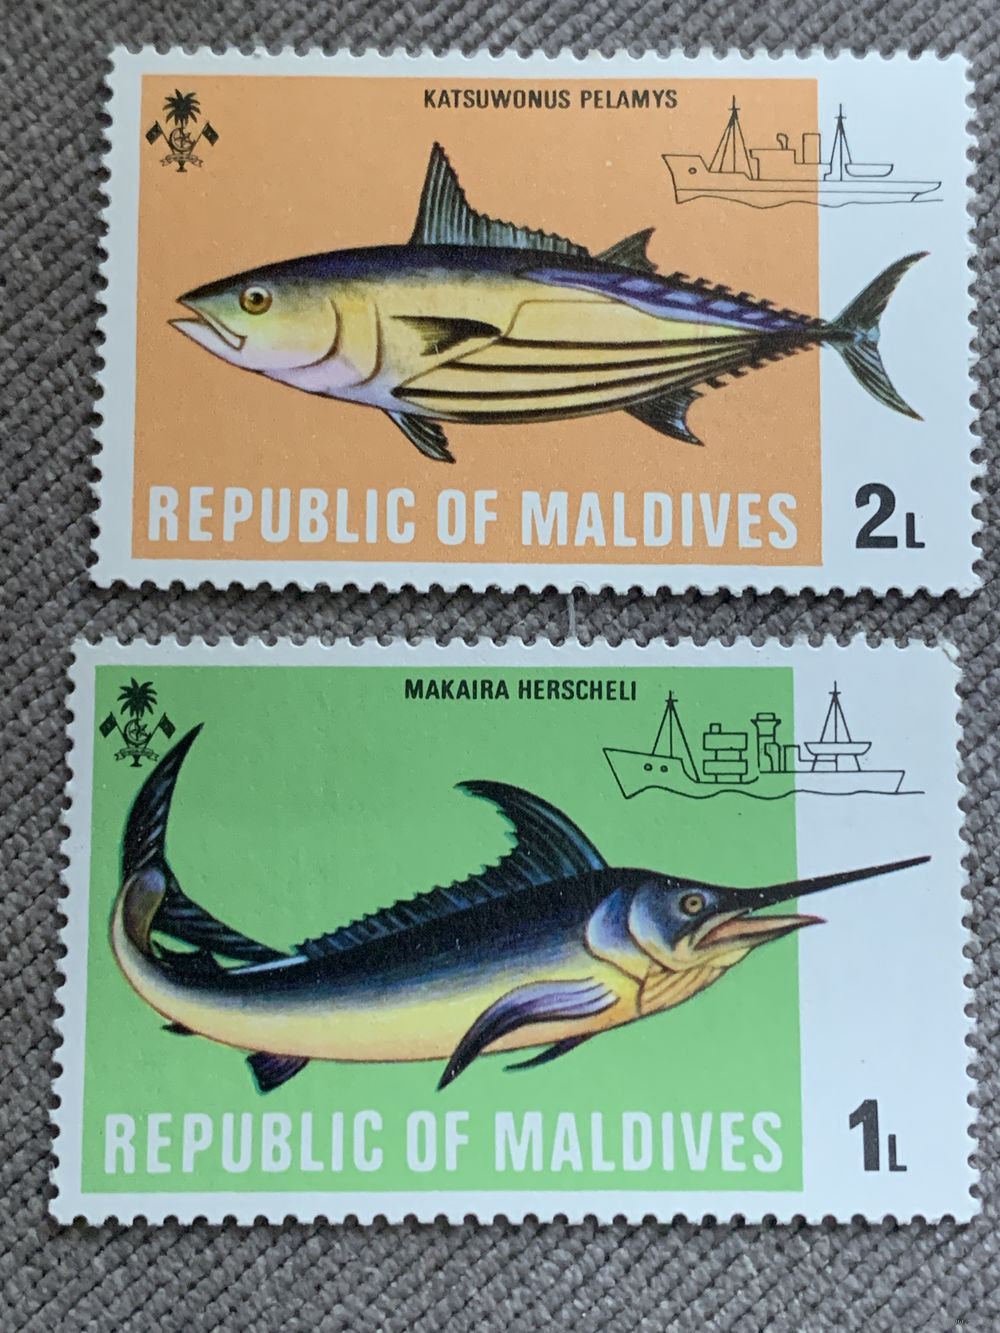 KATSUWONUS PELAMYS
REPUBLIC OF MALDIVES
2L
MAKAIRA HERSCHELI
REPUBLIC OF MALDIVES
1L